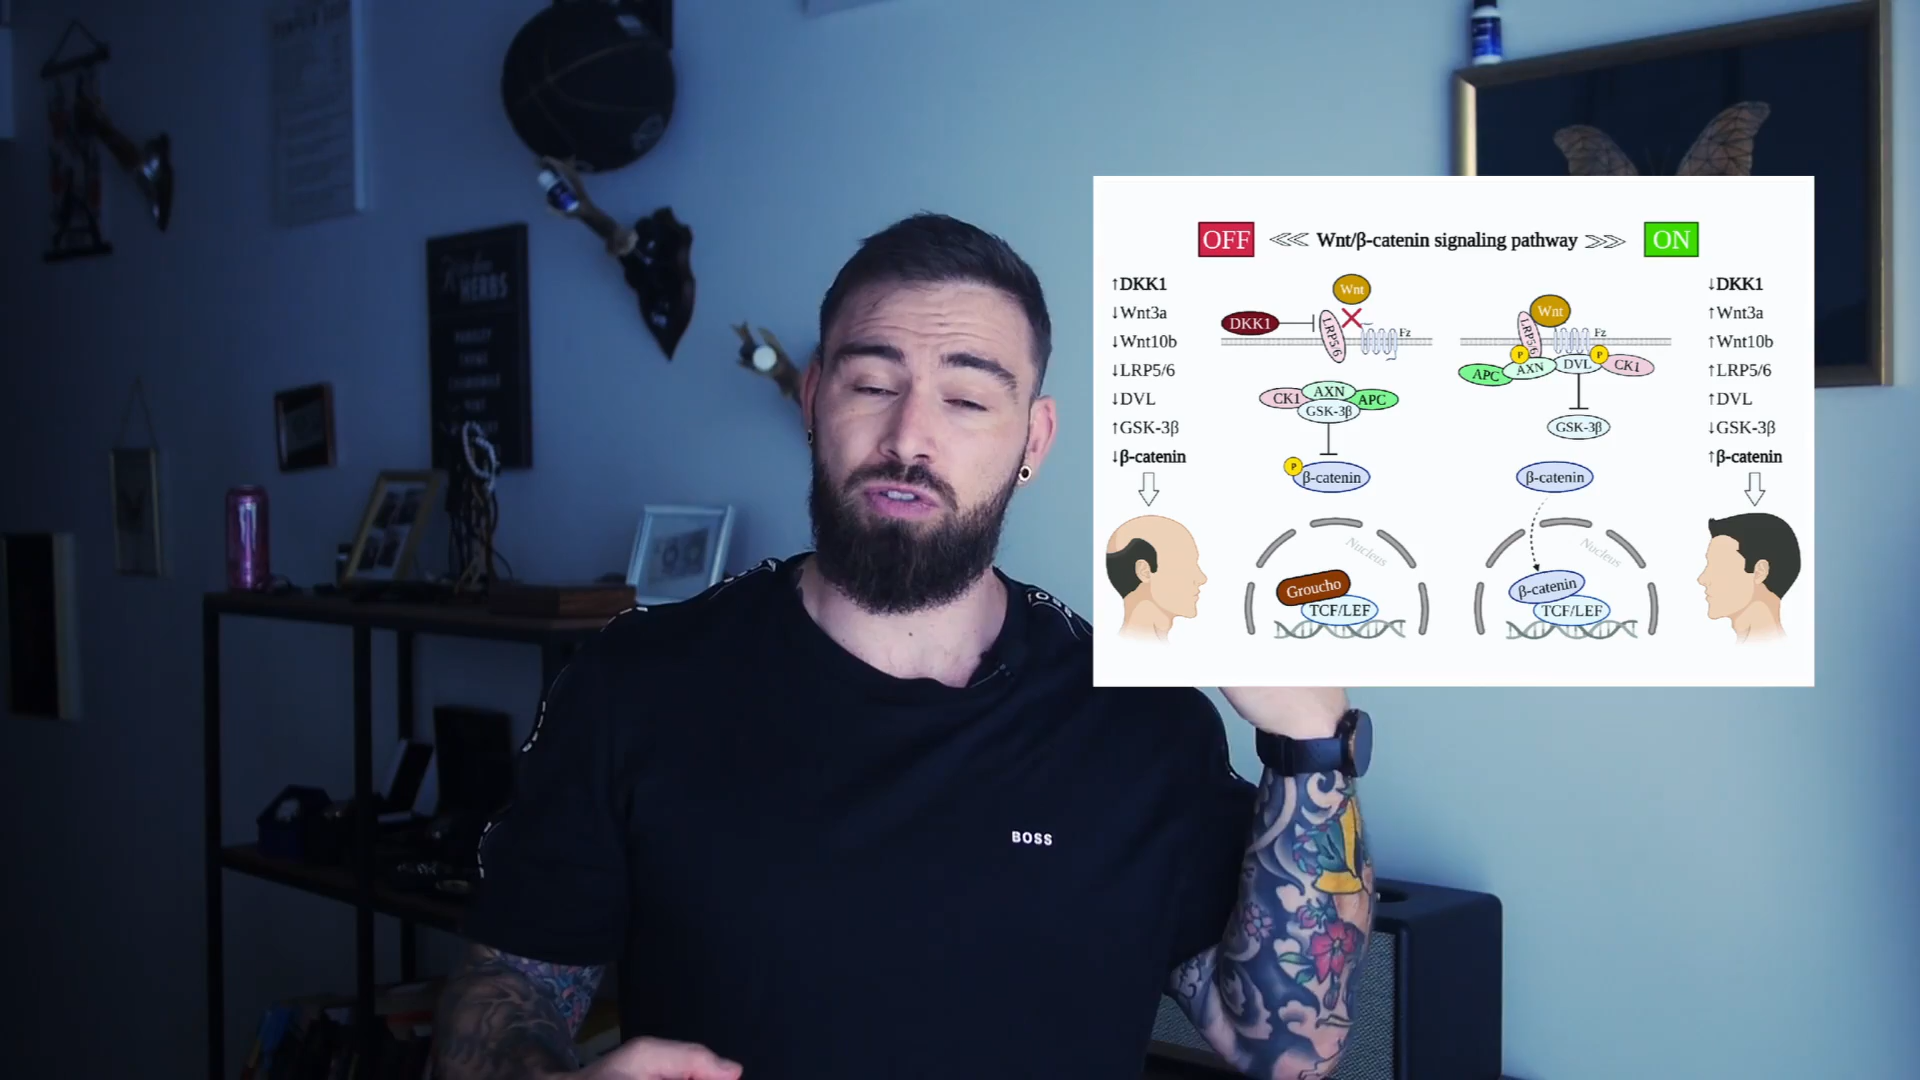 HERBS
BOSS
OFF
Wnt/β-catenin signaling pathway
ON
↑DKK1
↓Wnt3a
↓Wnt10b
↓LRP5/6
↓DVL
↑GSK-3β
↓β-catenin
DKK1
Wnt
LRP5/6
Fz
CK1
AXN
APC
GSK-3β
P
β-catenin
Nucleus
Groucho
TCF/LEF
Wnt
LRP5/6
Fz
P
P
APC
AXN
DVL
CK1
GSK-3β
β-catenin
Nucleus
β-catenin
TCF/LEF
↓DKK1
↑Wnt3a
↑Wnt10b
↑LRP5/6
↑DVL
↓GSK-3β
↑β-catenin